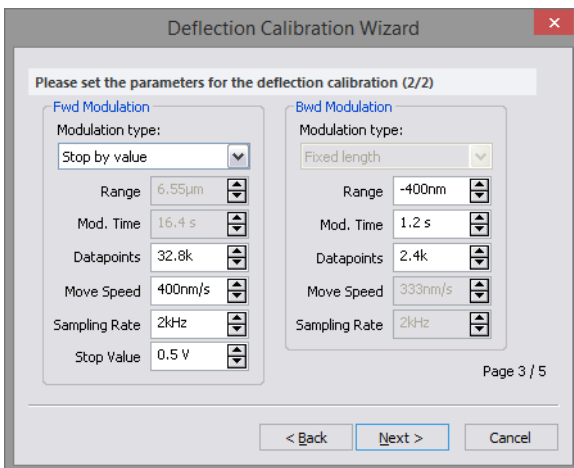 Deflection Calibration Wizard
Please set the parameters for the deflection calibration (2/2)
Fwd Modulation
Modulation type:
Stop by value
Range 6.55µm
Mod. Time 16.4 s
Datapoints 32.8k
Move Speed 400nm/s
Sampling Rate 2kHz
Stop Value 0.5 V
Bwd Modulation
Modulation type:
Fixed length
Range -400nm
Mod. Time 1.2 s
Datapoints 2.4k
Move Speed 333nm/s
Sampling Rate 2kHz
Page 3 / 5
< Back
Next >
Cancel